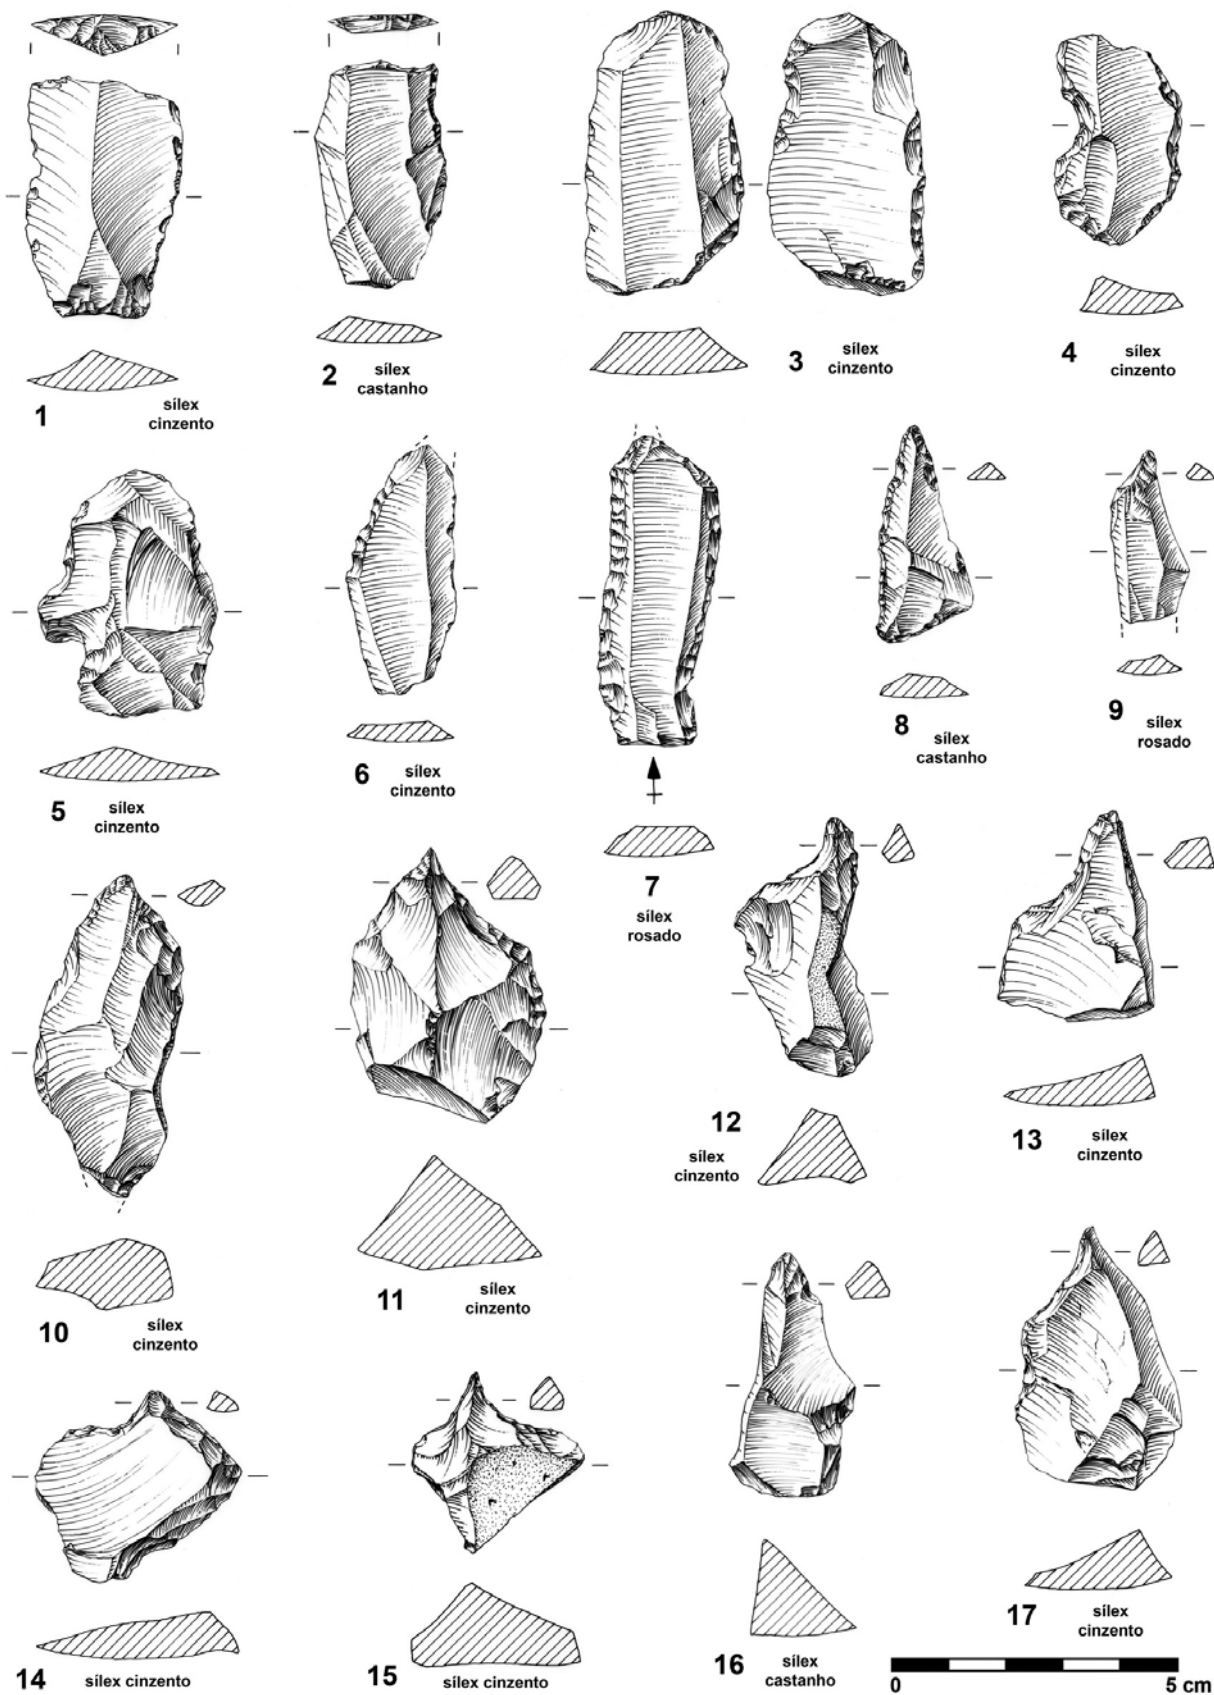 1
sílex
cinzento
2
sílex
castanho
3
sílex
cinzento
4
sílex
cinzento
5
sílex
cinzento
6
sílex
cinzento
7
sílex
rosado
8
sílex
castanho
9
sílex
rosado
10
sílex
cinzento
11
sílex
cinzento
12
sílex
cinzento
13
sílex
cinzento
14
sílex cinzento
15
sílex cinzento
16
sílex
castanho
17
sílex
cinzento
0 5 cm